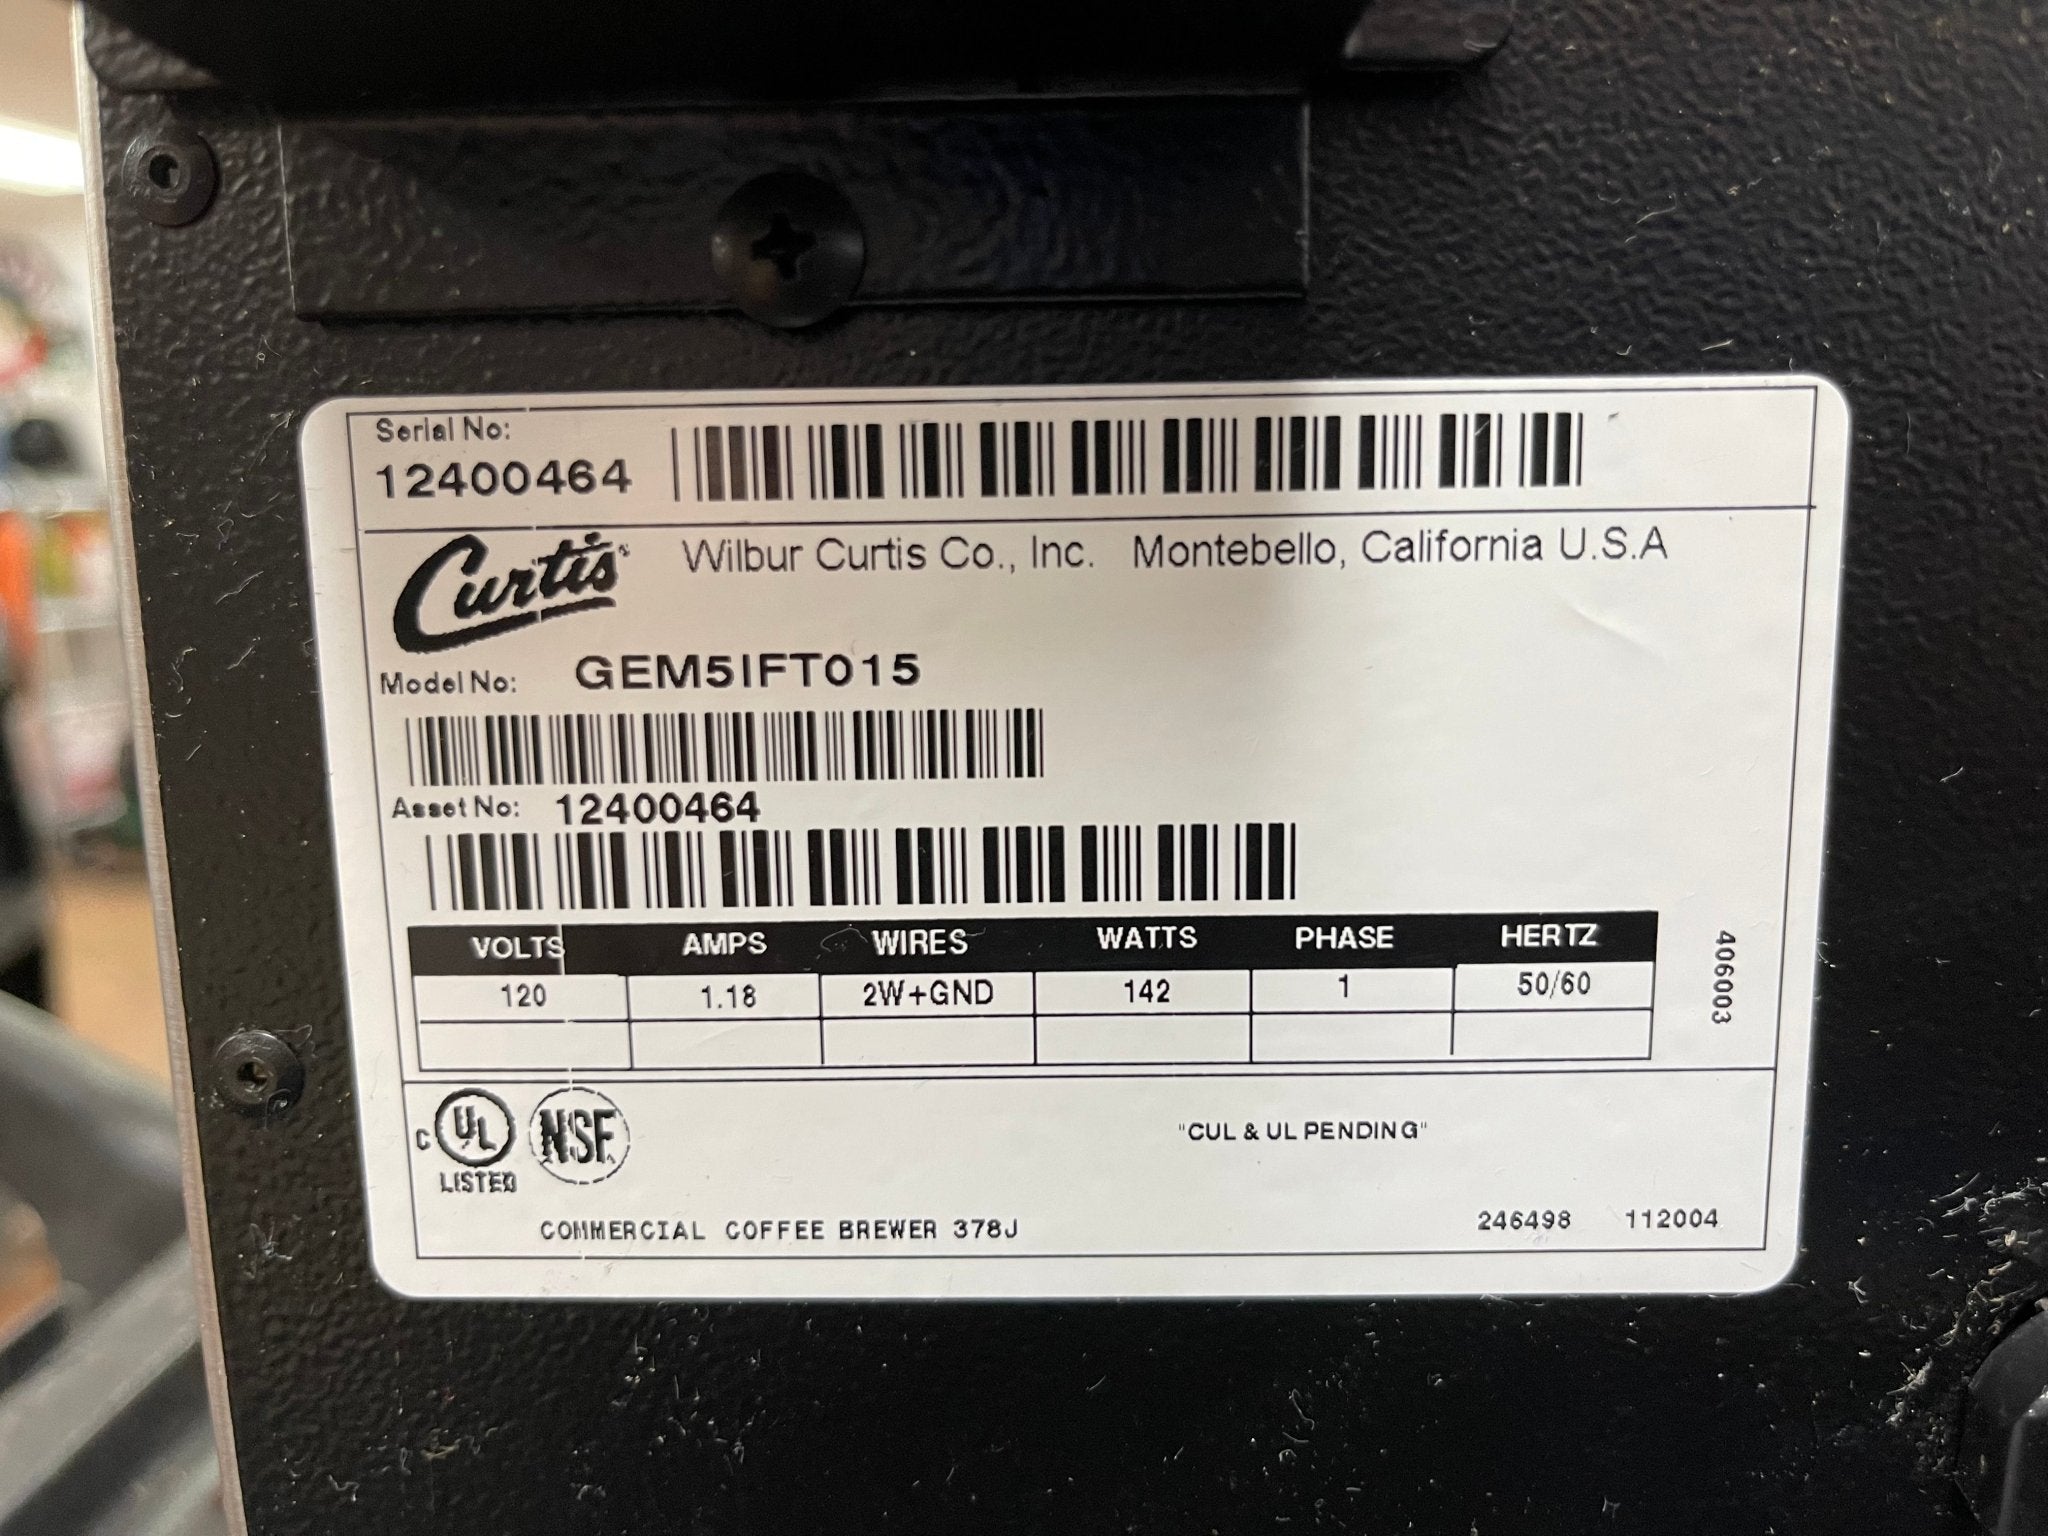 Serial No:
12400464
Curtis
Wilbur Curtis Co., Inc. Montebello, California U.S.A
Model No: GEM5IFT015
Asset No: 12400464
VOLTS AMPS WIRES WATTS PHASE HERTZ
120 1.18 2W+GND 142 1 50/60
406003
C UL NSF
LISTED
"CUL & UL PENDING"
COMMERCIAL COFFEE BREWER 378J
246498 112004